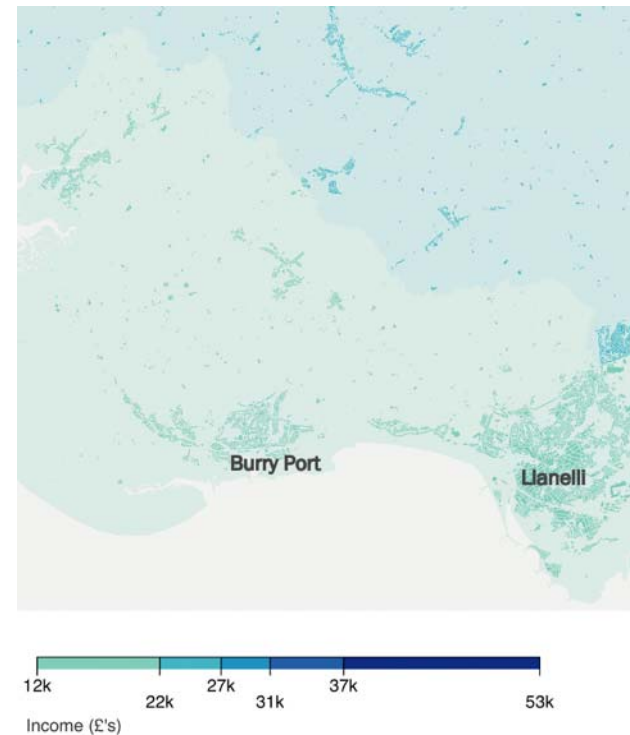 Burry Port
Llanelli
12k
22k
27k
31k
37k
53k
Income (£'s)